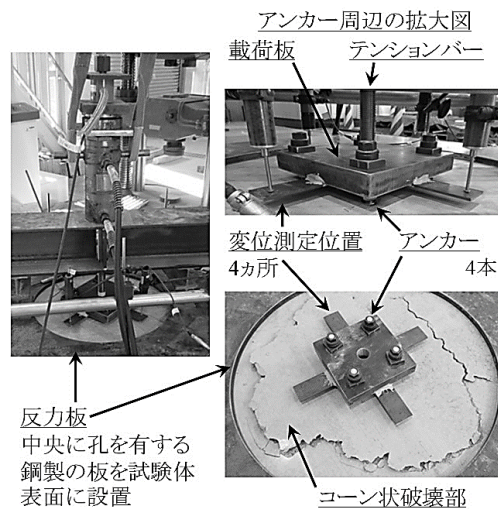 アンカー周辺の拡大図
載荷板
テンションバー
変位測定位置
4ヵ所
アンカー
4本
反力板
中央に孔を有する
鋼製の板を試験体
表面に設置
コーン状破壊部